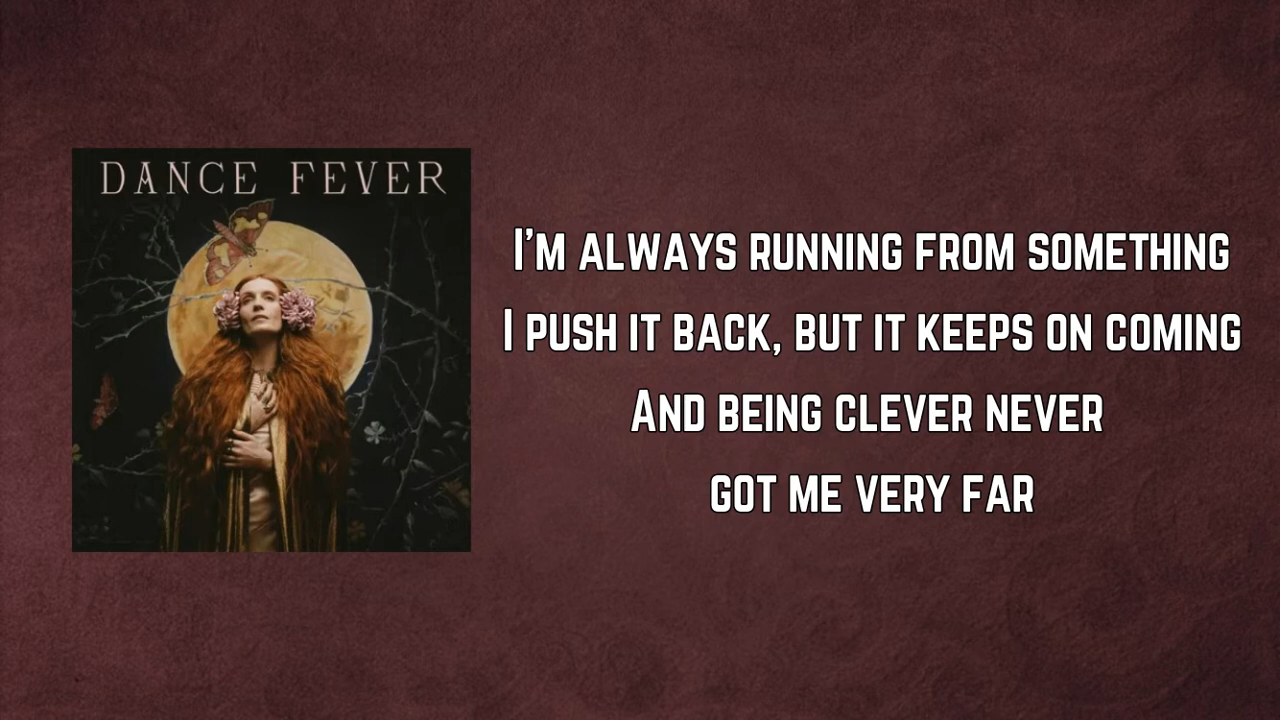 DANCE FEVER
I'M ALWAYS RUNNING FROM SOMETHING
I PUSH IT BACK, BUT IT KEEPS ON COMING
AND BEING CLEVER NEVER
GOT ME VERY FAR